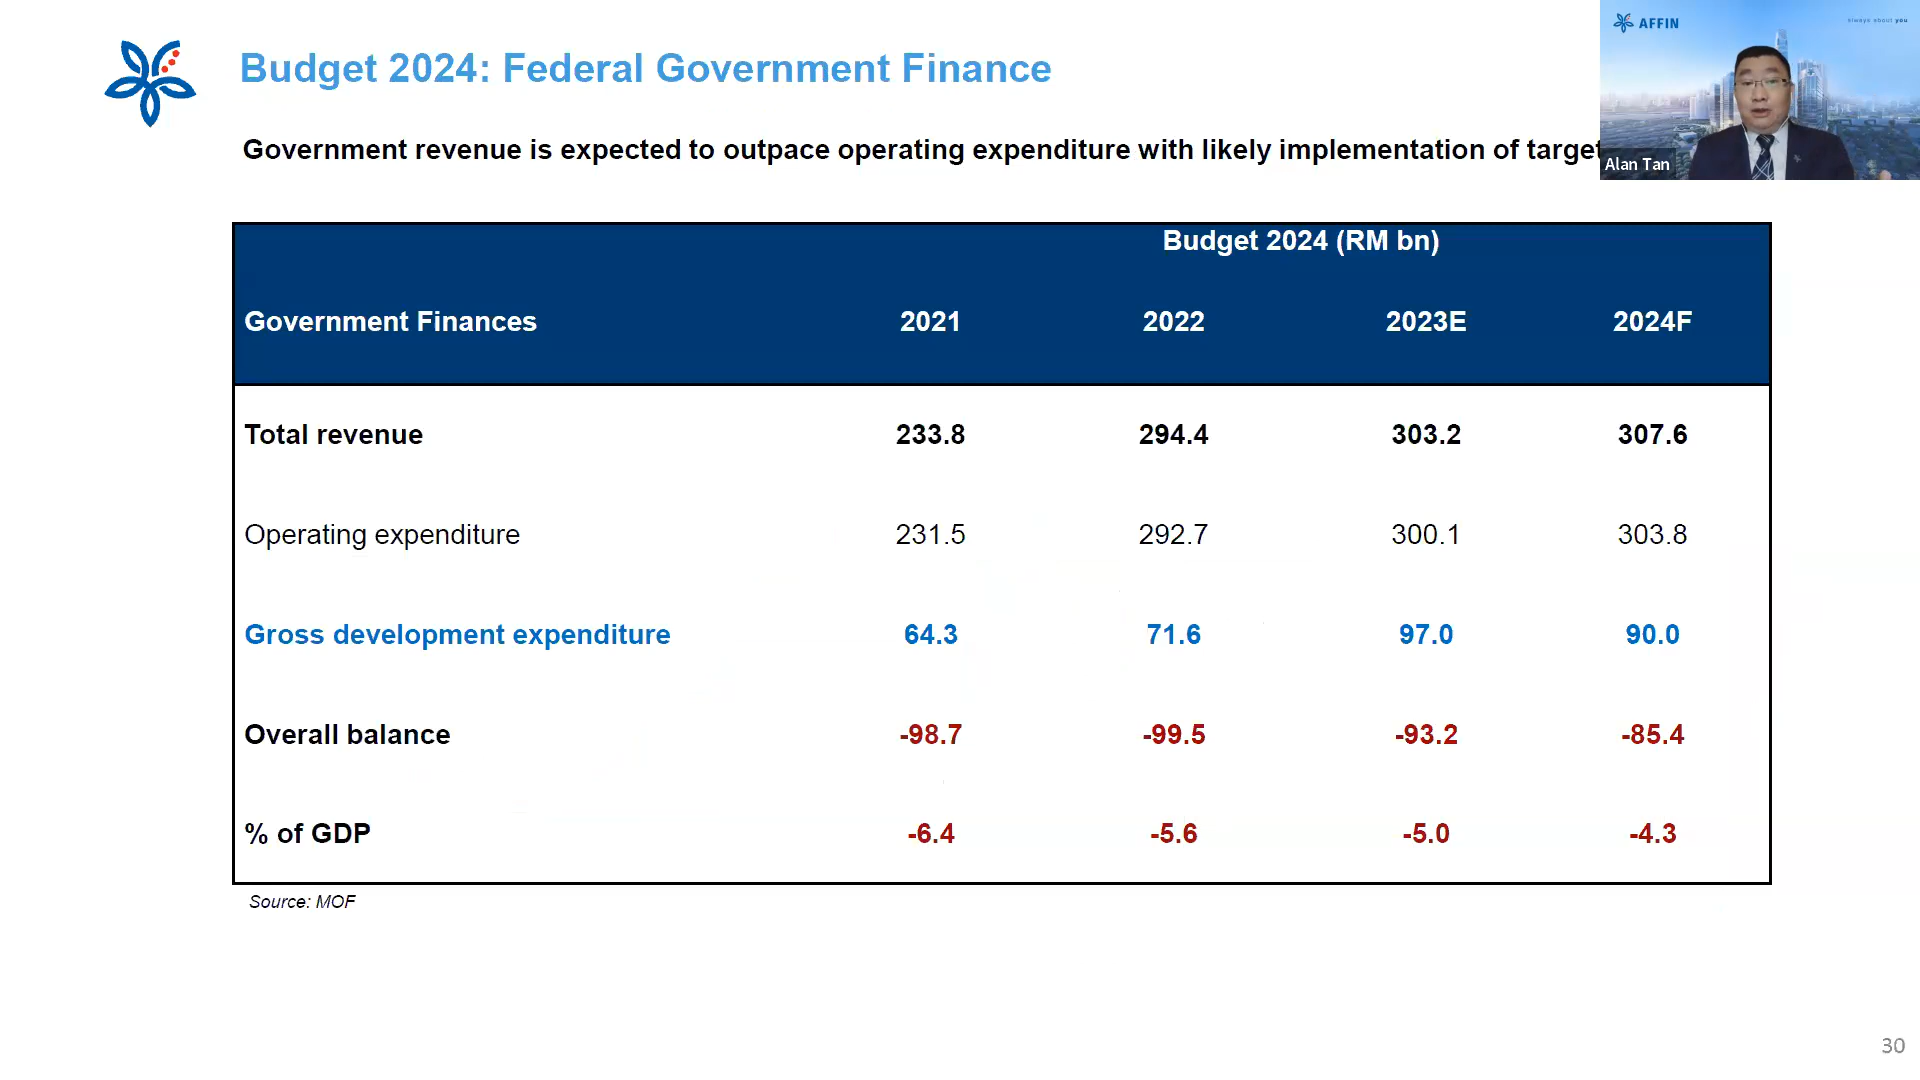 Budget 2024: Federal Government Finance
AFFIN
always about you
Government revenue is expected to outpace operating expenditure with likely implementation of target
Alan Tan
Budget 2024 (RM bn)
Government Finances 2021 2022 2023E 2024F
Total revenue 233.8 294.4 303.2 307.6
Operating expenditure 231.5 292.7 300.1 303.8
Gross development expenditure 64.3 71.6 97.0 90.0
Overall balance -98.7 -99.5 -93.2 -85.4
% of GDP -6.4 -5.6 -5.0 -4.3
Source: MOF
30